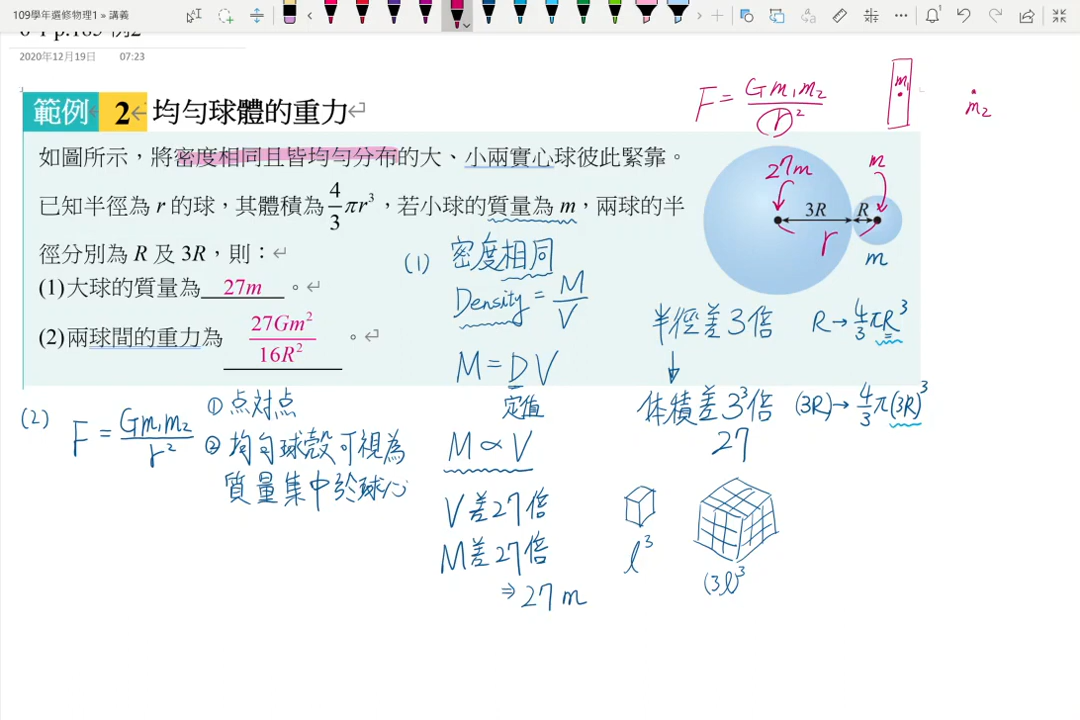 109學年選修物理1 » 講義
2020年12月19日 07:23
範例 2 均勻球體的重力
如圖所示，將密度相同且皆均勻分布的大、小兩實心球彼此緊靠。
已知半徑為 r 的球，其體積為 4/3 πr³，若小球的質量為 m，兩球的半
徑分別為 R 及 3R，則：
(1)大球的質量為 27m 。
(2)兩球間的重力為 27Gm²/16R² 。
F = Gm₁m₂/r²
m₁
m₂
27m
m
3R
R
r
m
(1) 密度相同
Density = M/V
M = D V
定值
M ∝ V
V差27倍
M差27倍
⇒ 27m
半徑差3倍 R → 4/3 πR³
↓
体積差3³倍 (3R) → 4/3 π(3R)³
27
l³
(3l)³
(2) F = Gm₁m₂/r²
① 点対点
② 均勻球殼可視為
質量集中於球心